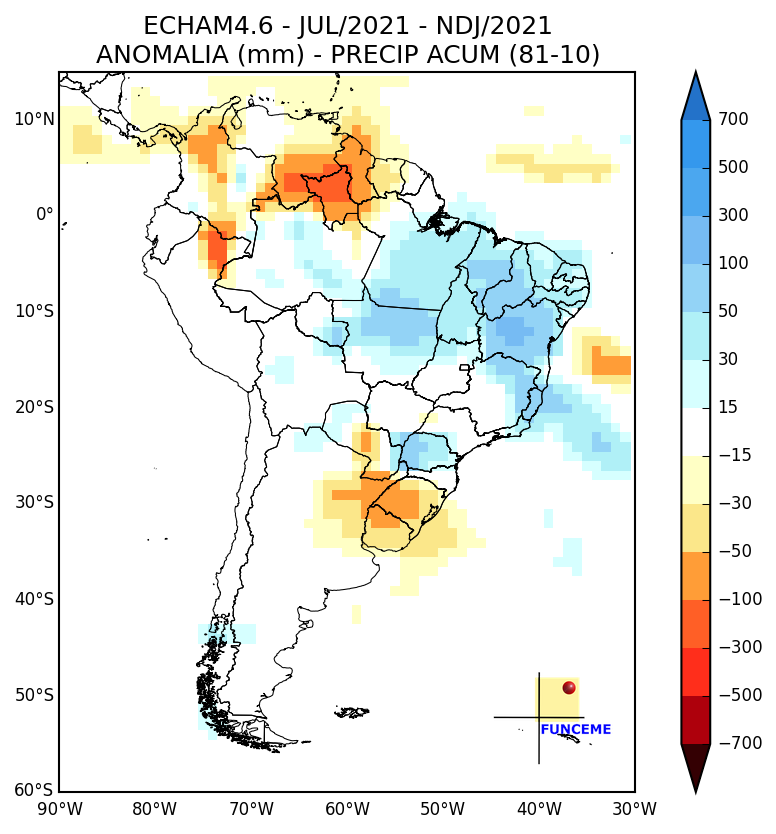 ECHAM4.6 - JUL/2021 - NDJ/2021
ANOMALIA (mm) - PRECIP ACUM (81-10)
10°N
0°
10°S
20°S
30°S
40°S
50°S
60°S
90°W 80°W 70°W 60°W 50°W 40°W 30°W
700
500
300
100
50
30
15
−15
−30
−50
−100
−300
−500
−700
FUNCEME